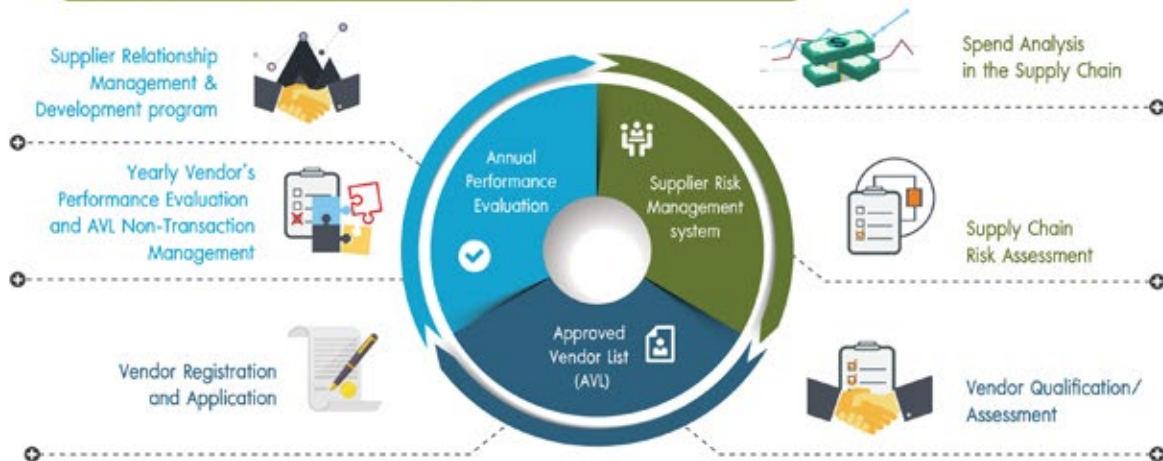 Supplier Relationship
Management &
Development program
Yearly Vendor's
Performance Evaluation
and AVL Non-Transaction
Management
Vendor Registration
and Application
Annual
Performance
Evaluation
Supplier Risk
Management
system
Approved
Vendor List
(AVL)
Spend Analysis
in the Supply Chain
Supply Chain
Risk Assessment
Vendor Qualification/
Assessment